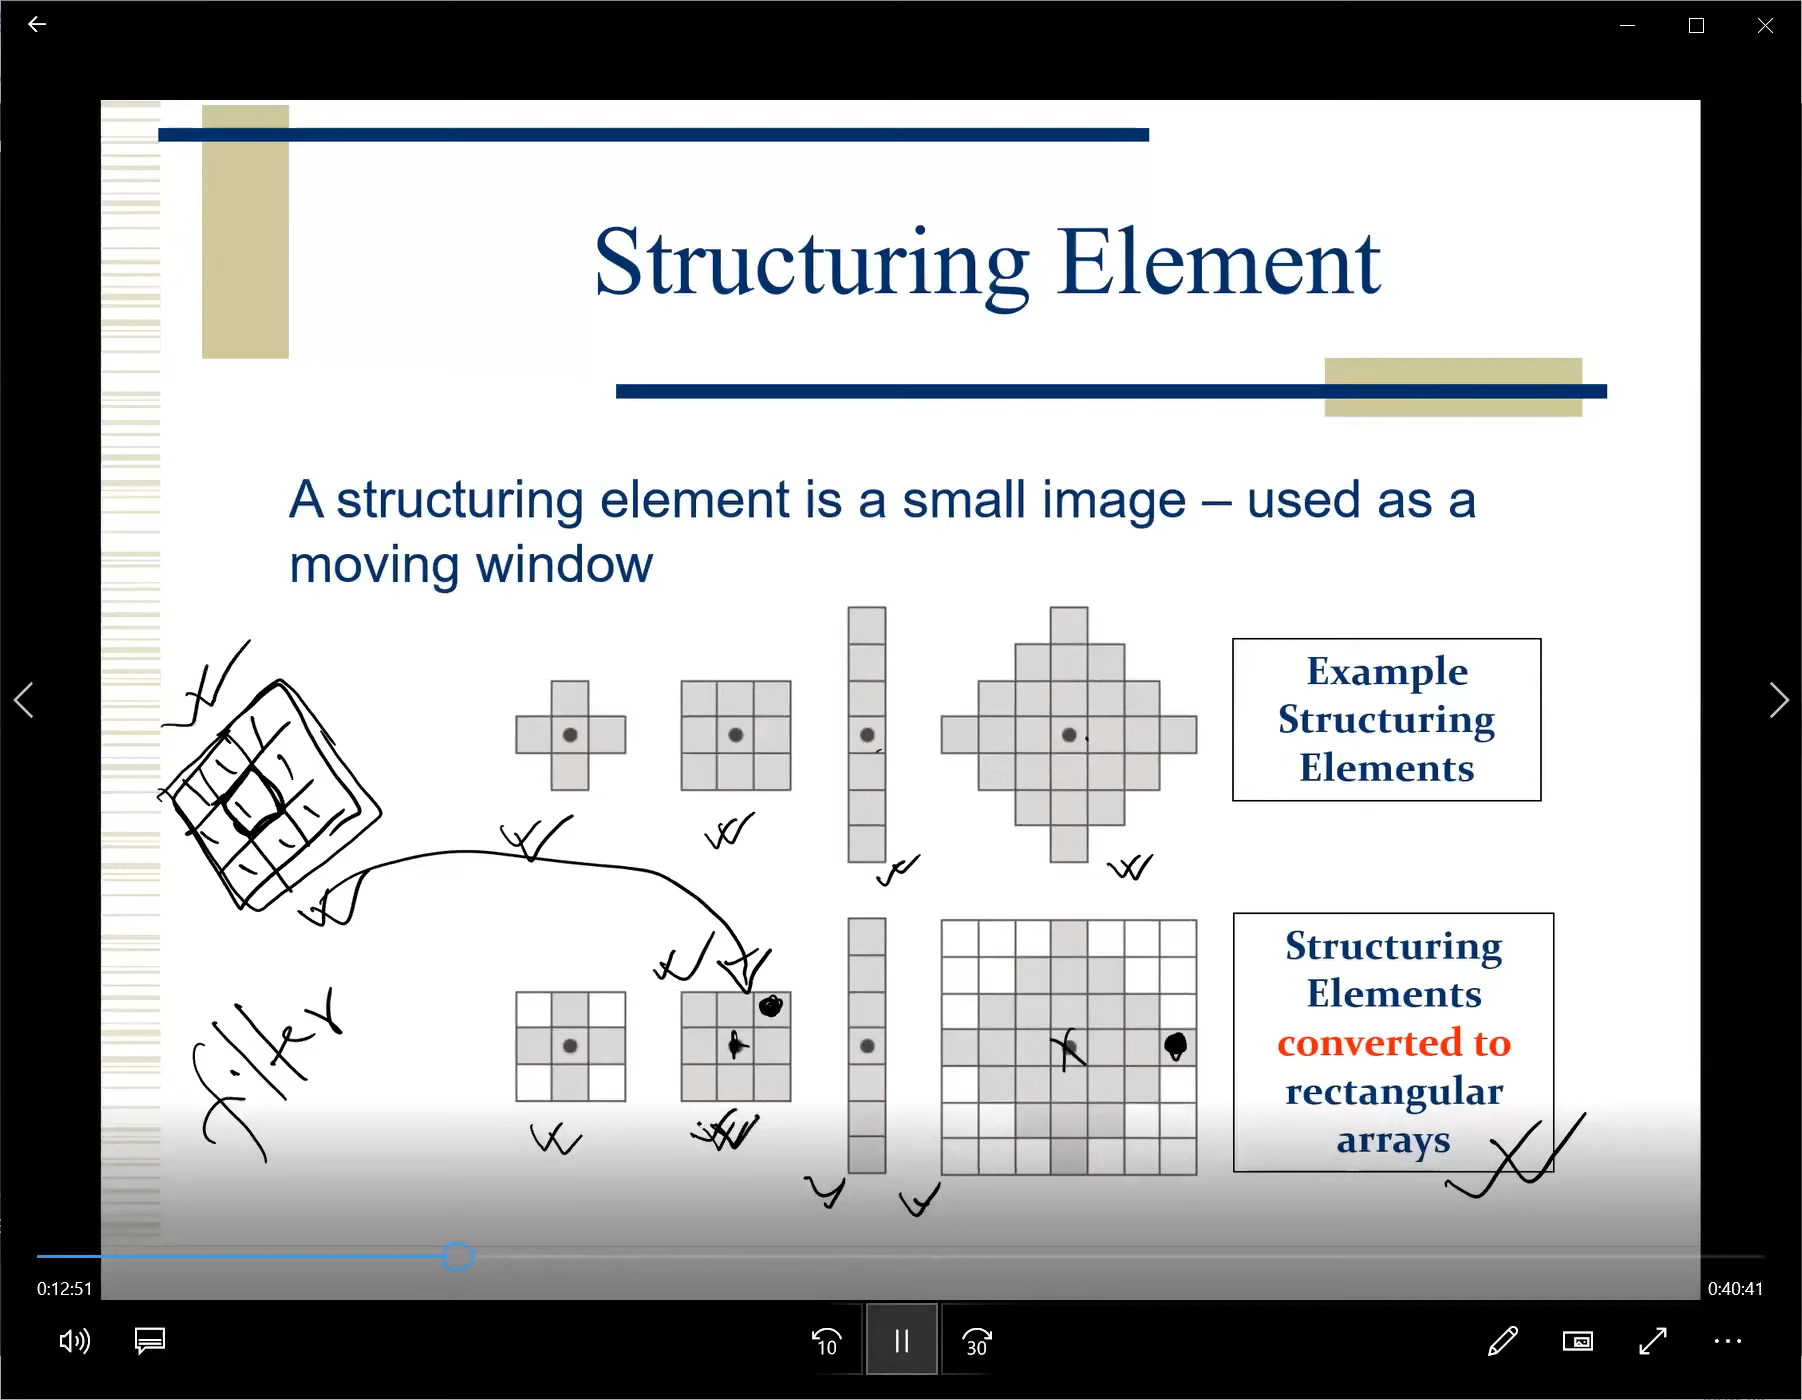 Structuring Element
A structuring element is a small image – used as a
moving window
Example
Structuring
Elements
Structuring
Elements
converted to
rectangular
arrays
filter
0:12:51
0:40:41
10
30